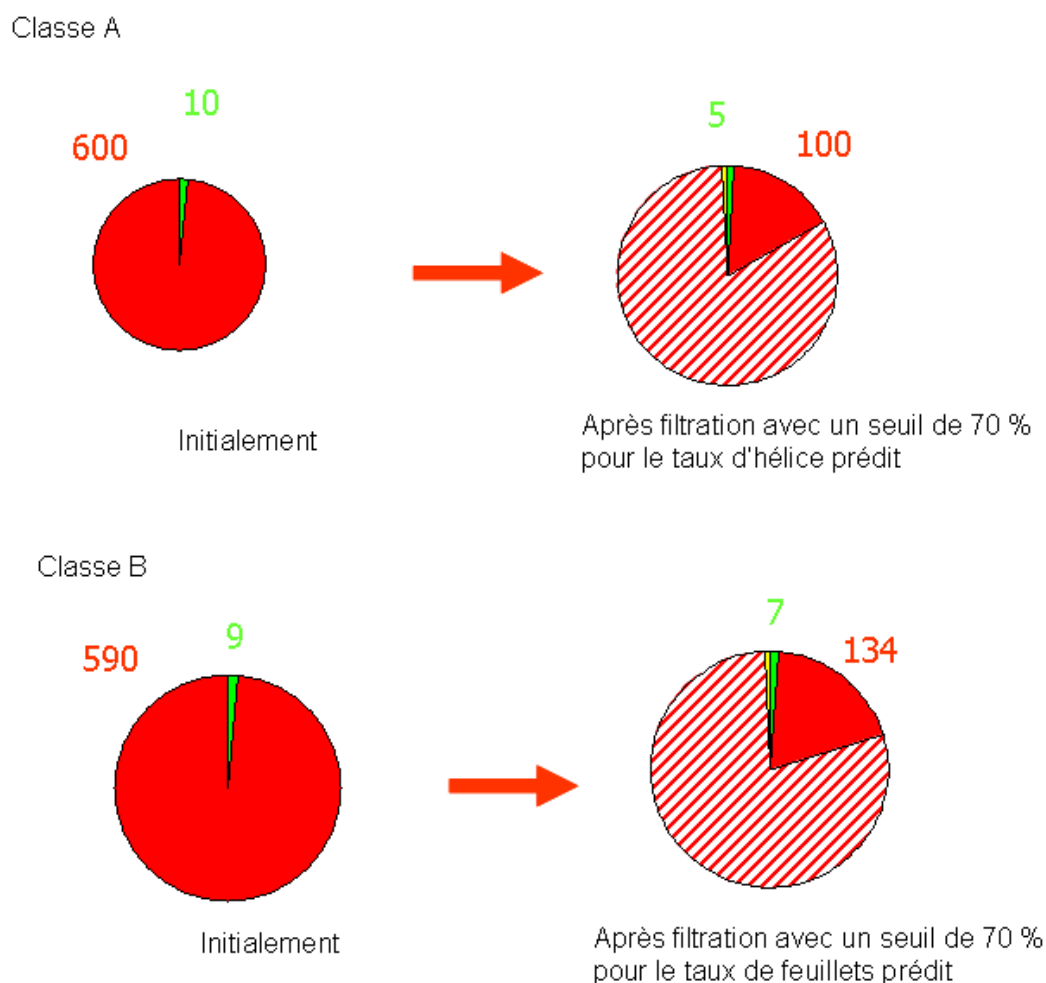 Classe A
10
600
5
100
Initialement
Après filtration avec un seuil de 70 %
pour le taux d'hélice prédit
Classe B
9
590
7
134
Initialement
Après filtration avec un seuil de 70 %
pour le taux de feuillets prédit